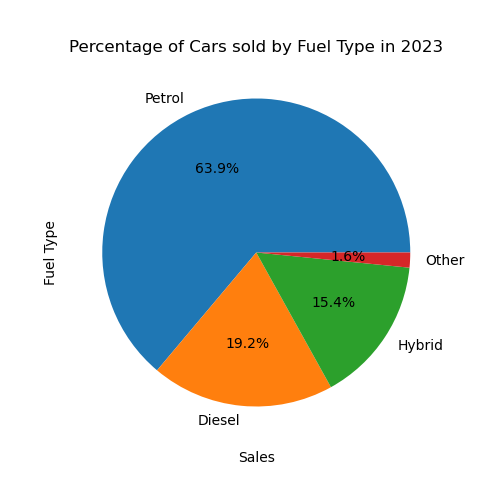 Percentage of Cars sold by Fuel Type in 2023
Petrol
63.9%
Fuel Type
1.6%
Other
15.4%
19.2%
Hybrid
Diesel
Sales